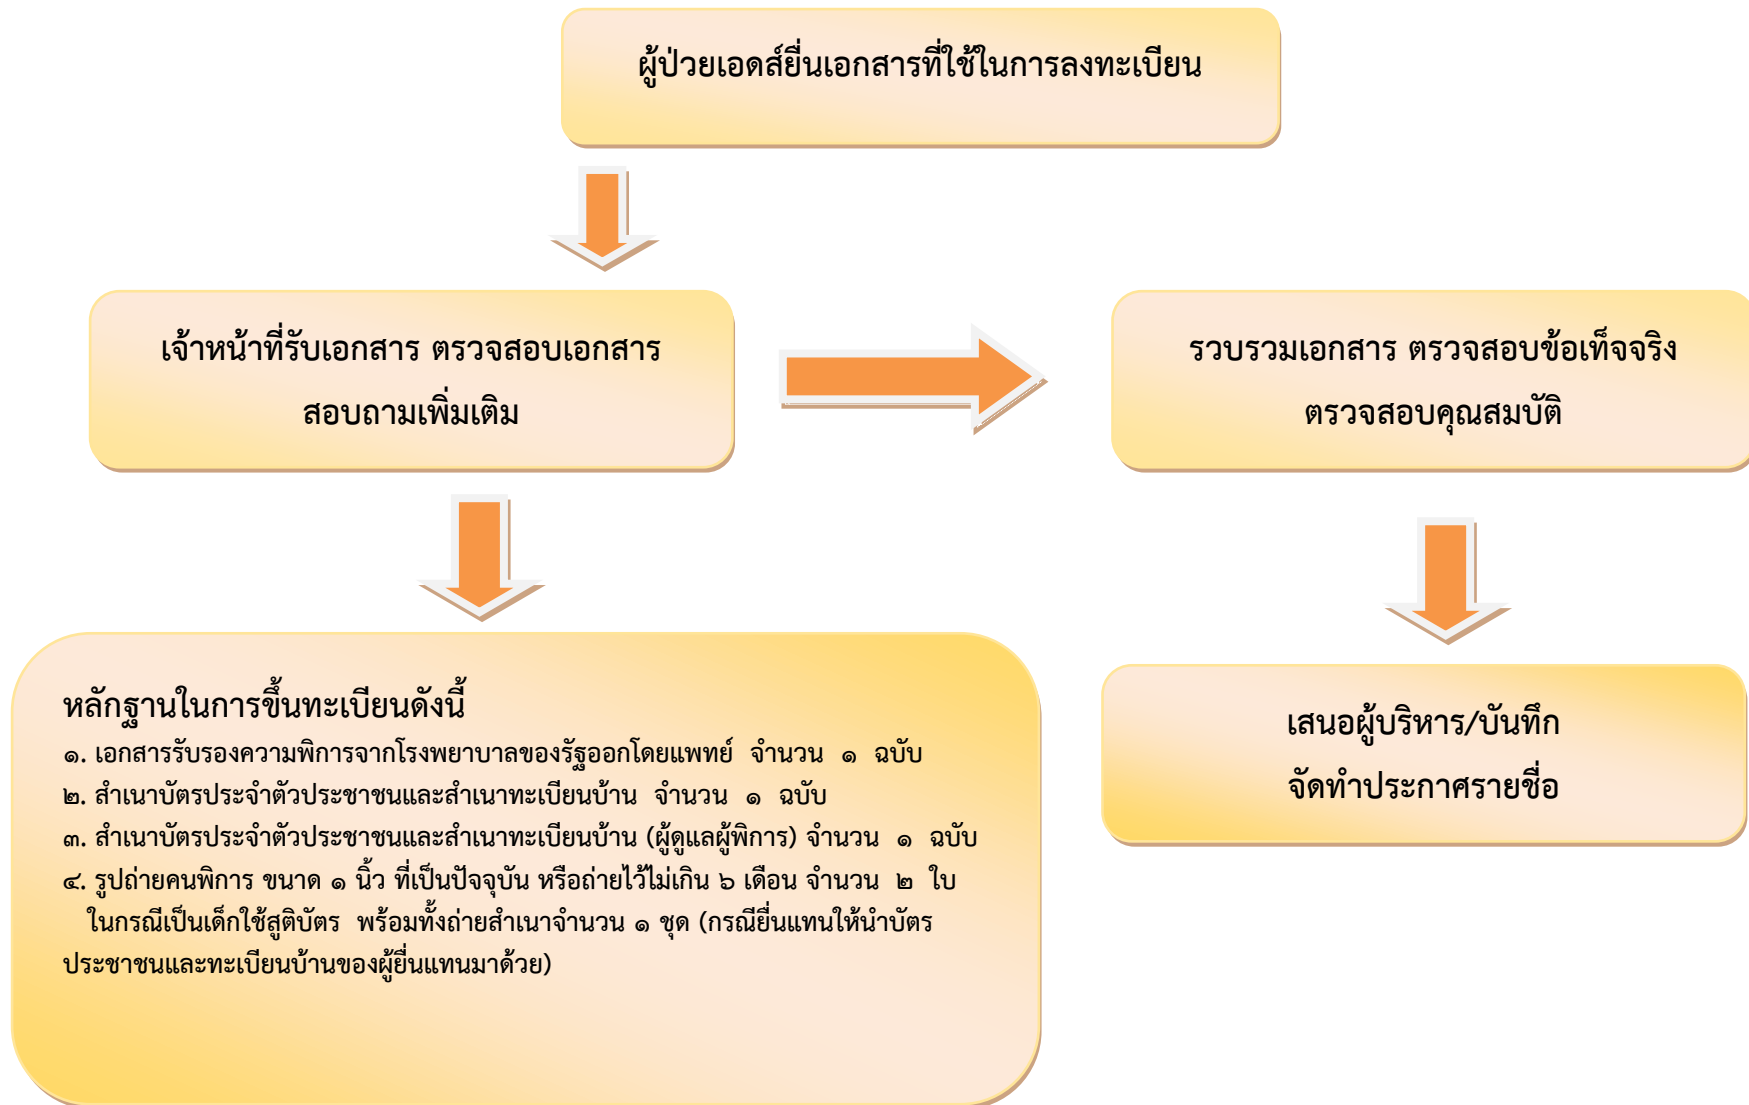 ผู้ป่วยเอดส์ยื่นเอกสารที่ใช้ในการลงทะเบียน
เจ้าหน้าที่รับเอกสาร ตรวจสอบเอกสาร
สอบถามเพิ่มเติม
รวบรวมเอกสาร ตรวจสอบข้อเท็จจริง
ตรวจสอบคุณสมบัติ
หลักฐานในการขึ้นทะเบียนดังนี้
๑. เอกสารรับรองความพิการจากโรงพยาบาลของรัฐออกโดยแพทย์ จำนวน ๑ ฉบับ
๒. สำเนาบัตรประจำตัวประชาชนและสำเนาทะเบียนบ้าน จำนวน ๑ ฉบับ
๓. สำเนาบัตรประจำตัวประชาชนและสำเนาทะเบียนบ้าน (ผู้ดูแลผู้พิการ) จำนวน ๑ ฉบับ
๔. รูปถ่ายคนพิการ ขนาด ๑ นิ้ว ที่เป็นปัจจุบัน หรือถ่ายไว้ไม่เกิน ๖ เดือน จำนวน ๒ ใบ
ในกรณีเป็นเด็กใช้สูติบัตร พร้อมทั้งถ่ายสำเนาจำนวน ๑ ชุด (กรณียื่นแทนให้นำบัตร
ประชาชนและทะเบียนบ้านของผู้ยื่นแทนมาด้วย)
เสนอผู้บริหาร/บันทึก
จัดทำประกาศรายชื่อ